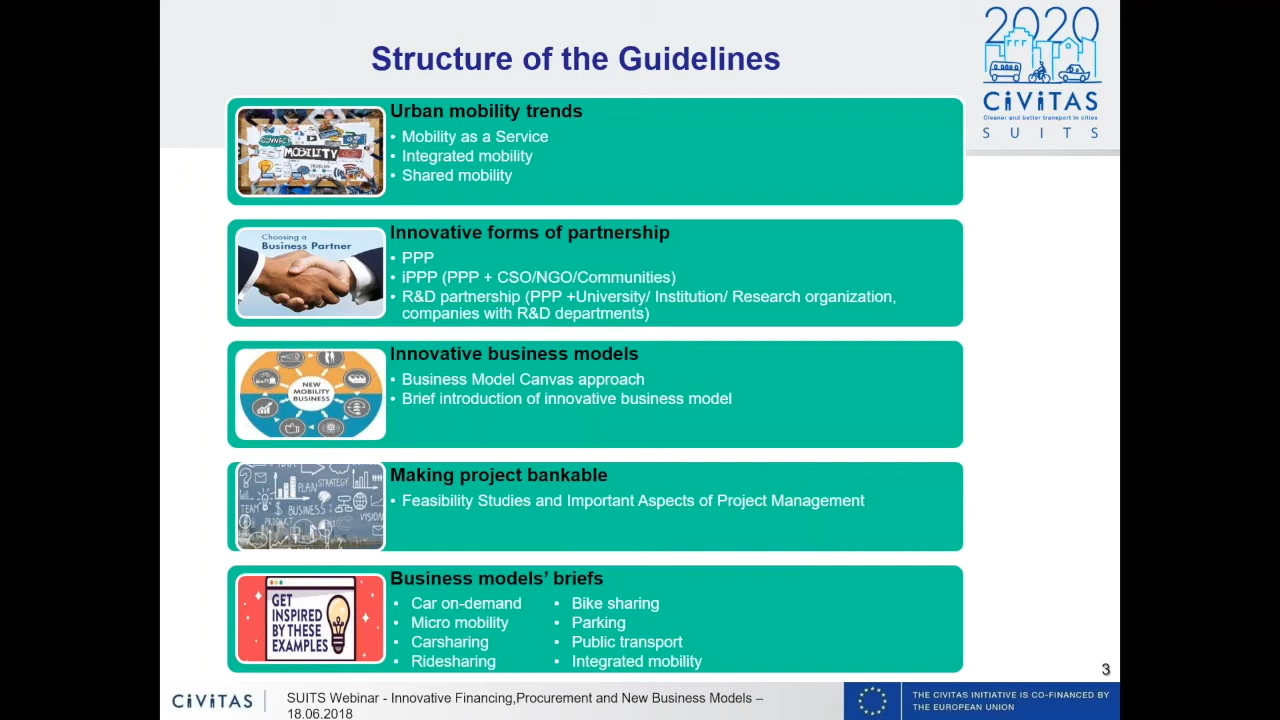 Structure of the Guidelines
2020
CiViTAS
Cleaner and better transport in cities
S U I T S
Urban mobility trends
• Mobility as a Service
• Integrated mobility
• Shared mobility
CONNECT
MOBILITY
Innovative forms of partnership
Choosing a
Business Partner
• PPP
• iPPP (PPP + CSO/NGO/Communities)
• R&D partnership (PPP +University/ Institution/ Research organization,
companies with R&D departments)
Innovative business models
NEW
MOBILITY
BUSINESS
• Business Model Canvas approach
• Brief introduction of innovative business model
Making project bankable
PLAN STRATEGY
TEAM
$ BUSINESS
VISION
PRODUCT
• Feasibility Studies and Important Aspects of Project Management
Business models’ briefs
GET
INSPIRED
BY THESE
EXAMPLES
• Car on-demand • Bike sharing
• Micro mobility • Parking
• Carsharing • Public transport
• Ridesharing • Integrated mobility
3
CiViTAS
SUITS Webinar - Innovative Financing,Procurement and New Business Models –
18.06.2018
THE CIVITAS INITIATIVE IS CO-FINANCED BY
THE EUROPEAN UNION